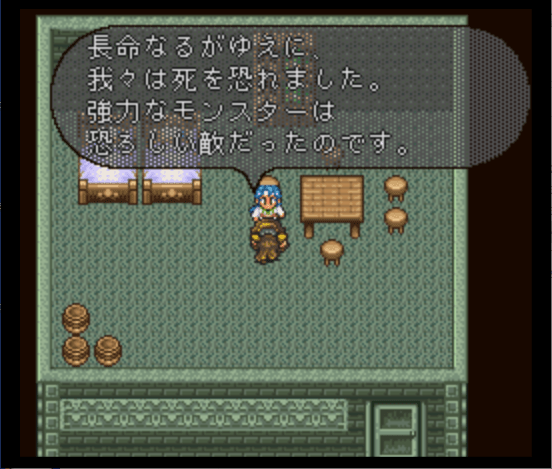 長命なるがゆえに、
我々は死を恐れました。
強力なモンスターは
恐ろしい敵だったのです。